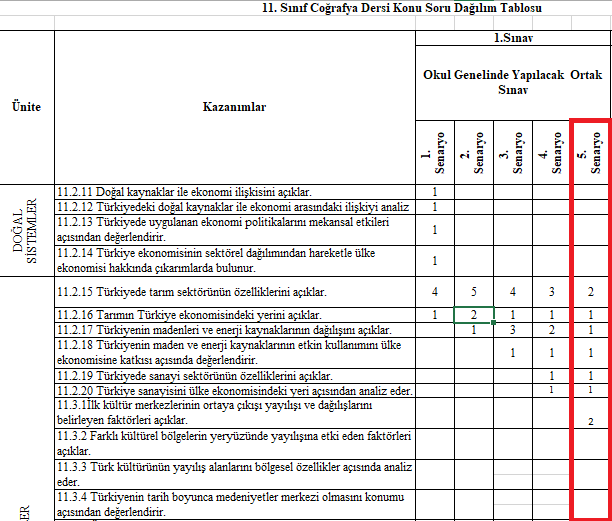 11. Sınıf Coğrafya Dersi Konu Soru Dağılım Tablosu
Ünite
Kazanımlar
1.Sınav
Okul Genelinde Yapılacak Ortak
Sınav
1.
Senaryo
2.
Senaryo
3.
Senaryo
4.
Senaryo
5.
Senaryo
DOĞAL
SİSTEMLER
11.2.11 Doğal kaynaklar ile ekonomi ilişkisini açıklar. 1
11.2.12 Türkiyedeki doğal kaynaklar ile ekonomi arasındaki ilişkiyi analiz 1
11.2.13 Türkiyede uygulanan ekonomi politikalarını mekansal etkileri
açısından değerlendirir. 1
11.2.14 Türkiye ekonomisinin sektörel dağılımından hareketle ülke
ekonomisi hakkında çıkarımlarda bulunur. 1
11.2.15 Türkiyede tarım sektörünün özelliklerini açıklar. 4 5 4 3 2
11.2.16 Tarımın Türkiye ekonomisindeki yerini açıklar. 1 2 1 1 1
11.2.17 Türkiyenin madenleri ve enerji kaynaklarının dağılışını açıklar. 1 3 2 1
11.2.18 Türkiyenin maden ve enerji kaynaklarının etkin kullanımını ülke
ekonomisine katkısı açısında değerlendirir. 1 1 1
11.2.19 Türkiyede sanayi sektörünün özelliklerini açıklar. 1 1
11.2.20 Türkiye sanayisini ülke ekonomisindeki yeri açısından analiz eder. 1 1
11.3.1İlk kültür merkezlerinin ortaya çıkışı yayılışı ve dağılışlarını
belirleyen faktörleri açıklar. 2
11.3.2 Farklı kültürel bölgelerin yeryüzünde yayılışına etki eden faktörleri
açıklar.
11.3.3 Türk kültürünün yayılış alanlarını bölgesel özellikler açısında analiz
eder.
11.3.4 Türkiyenin tarih boyunca medeniyetler merkezi olmasını konumu
açısından değerlendirir.
ER